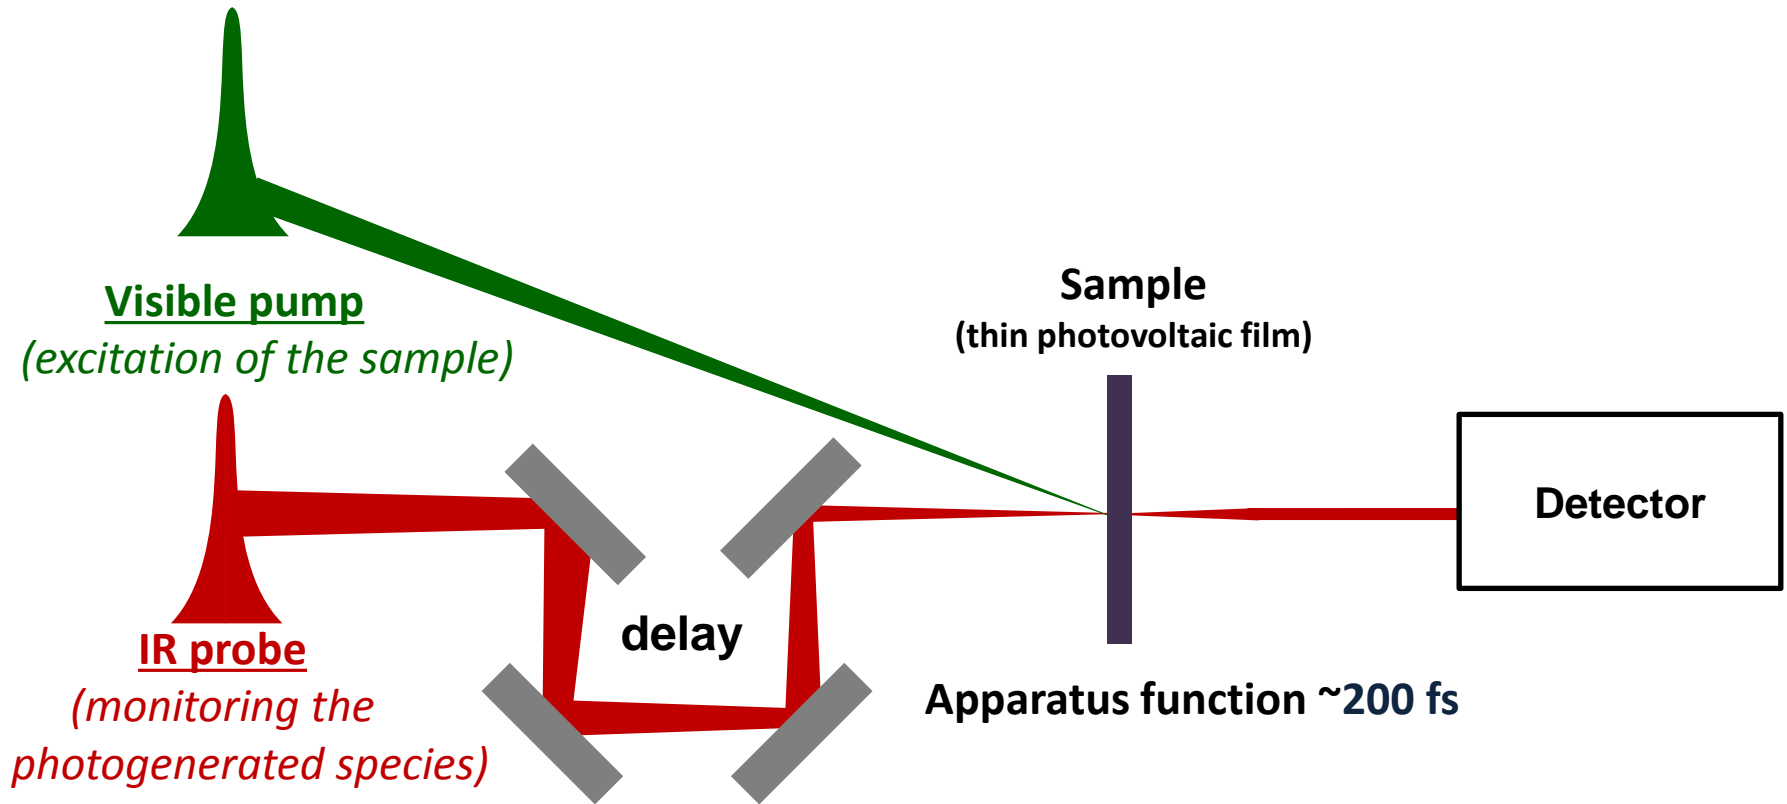 Visible pump
(excitation of the sample)
IR probe
(monitoring the
photogenerated species)
delay
Sample
(thin photovoltaic film)
Apparatus function ~200 fs
Detector